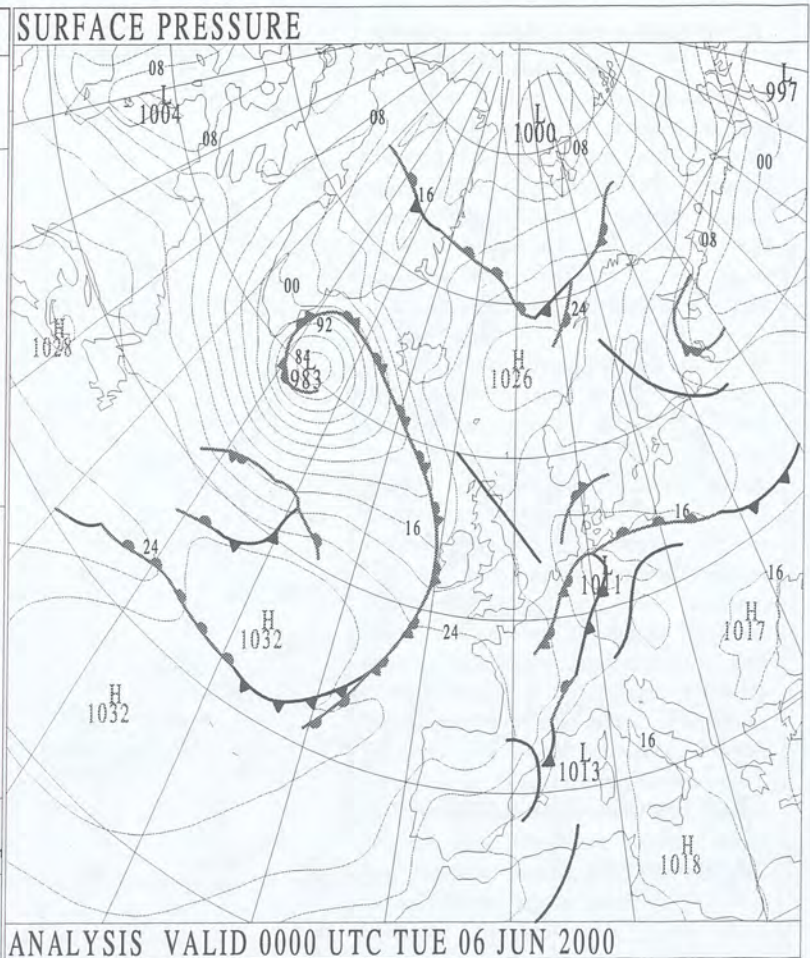 SURFACE PRESSURE
08
L
1004
08
08
L
1000
08
L
997
00
16
08
00
24
92
H
1028
84
L
983
H
1026
16
16
24
L
1011
16
H
1032
24
H
1017
H
1032
16
L
1013
H
1018
ANALYSIS VALID 0000 UTC TUE 06 JUN 2000